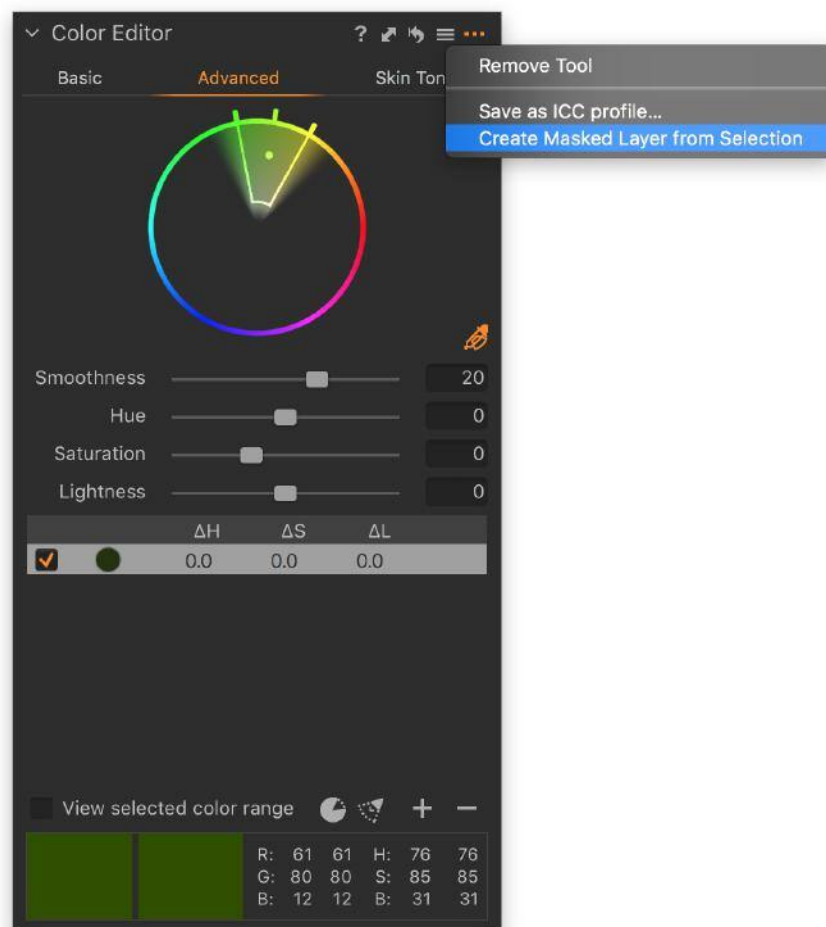 Color Editor ?
Basic Advanced Skin Ton
Remove Tool
Save as ICC profile...
Create Masked Layer from Selection
Smoothness 20
Hue 0
Saturation 0
Lightness 0
ΔH ΔS ΔL
0.0 0.0 0.0
View selected color range + −
R: 61 61 H: 76 76
G: 80 80 S: 85 85
B: 12 12 B: 31 31